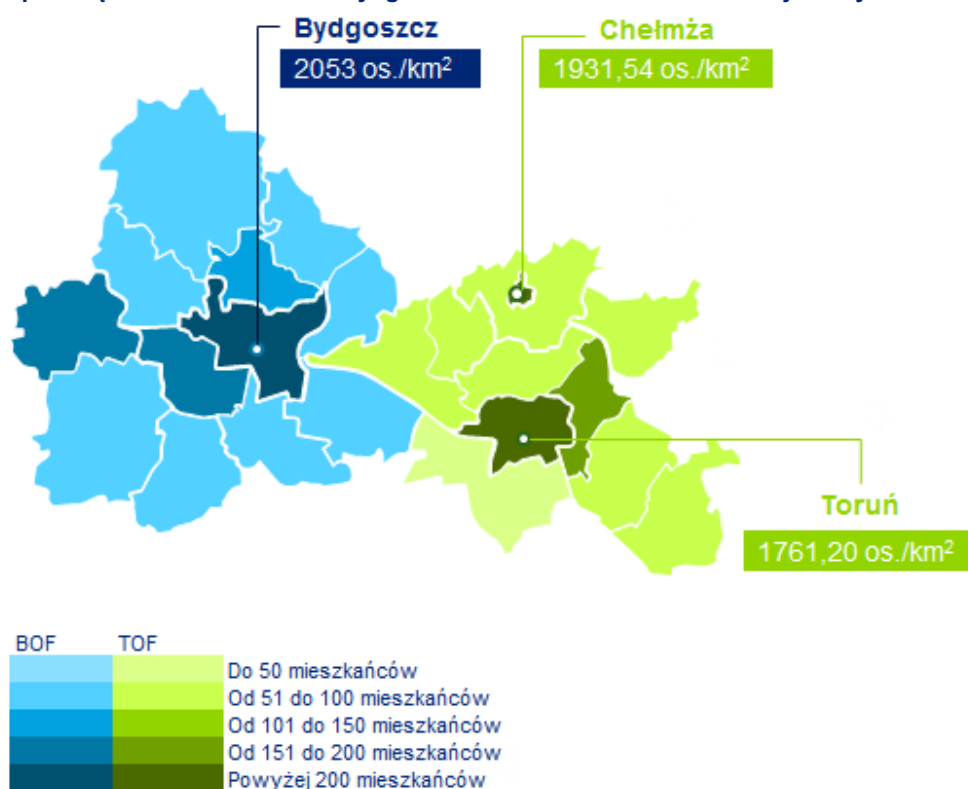 Bydgoszcz
2053 os./km²
Chełmża
1931,54 os./km²
Toruń
1761,20 os./km²
BOF TOF
Do 50 mieszkańców
Od 51 do 100 mieszkańców
Od 101 do 150 mieszkańców
Od 151 do 200 mieszkańców
Powyżej 200 mieszkańców